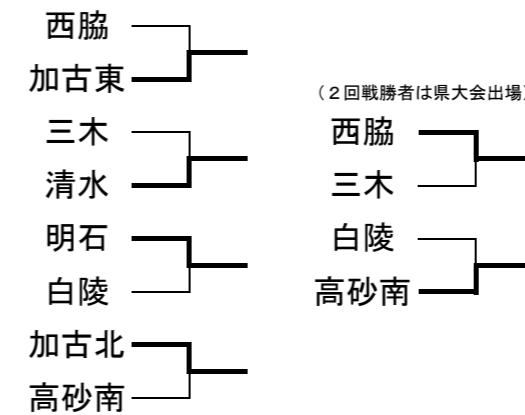 西脇
加古東
三木
清水
明石
白陵
加古北
高砂南
（２回戦勝者は県大会出場）
西脇
三木
白陵
高砂南